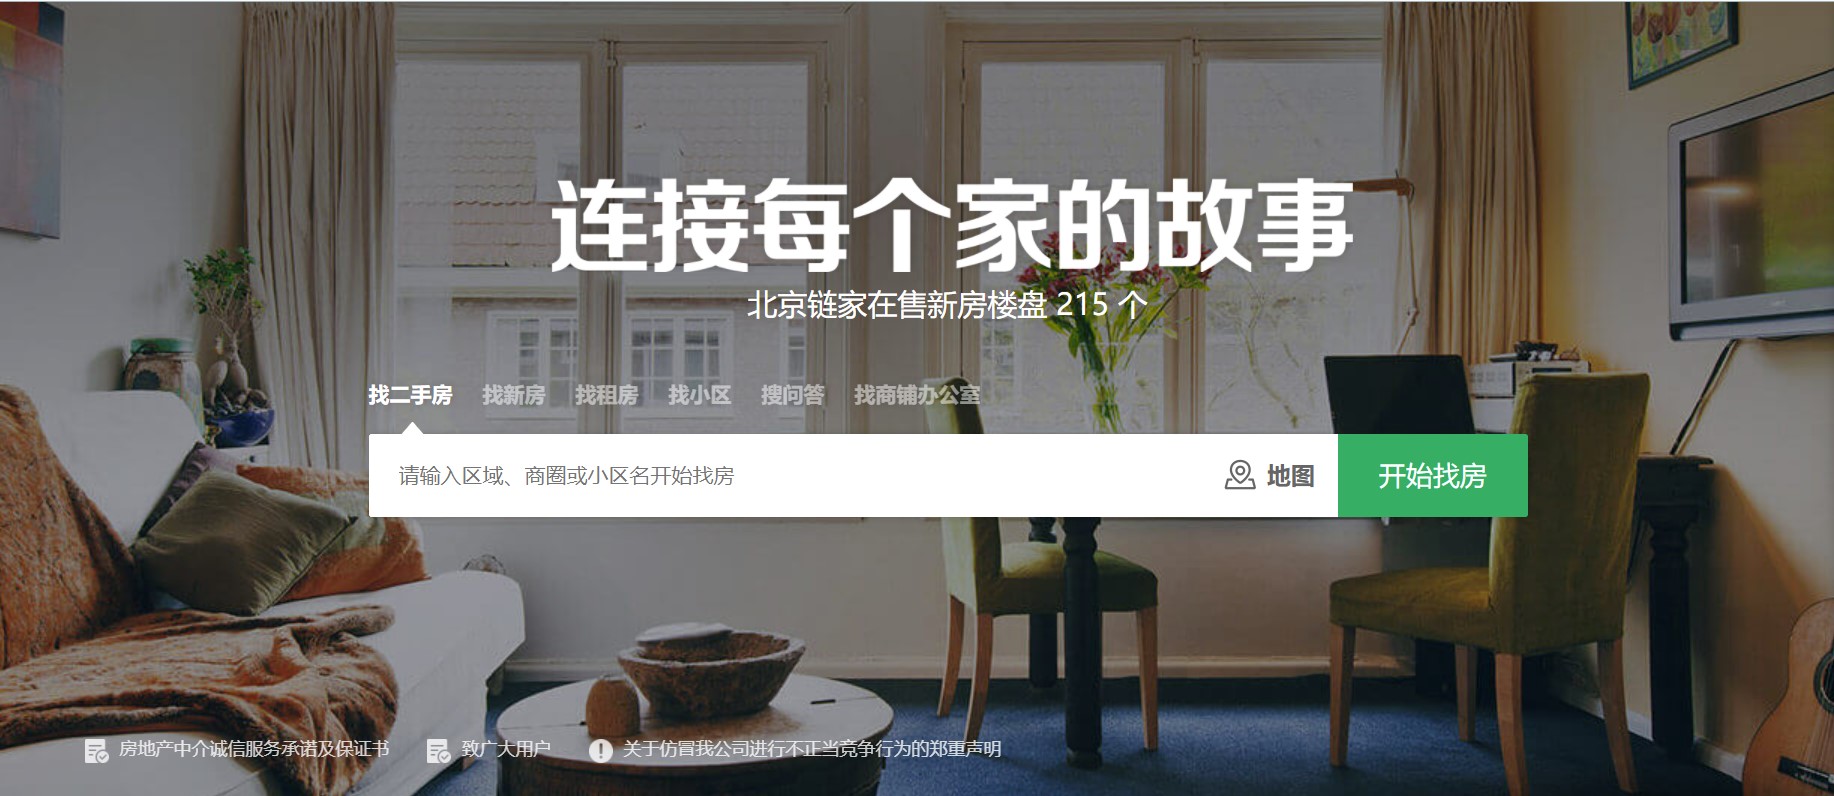 连接每个家的故事
北京链家在售新房楼盘 215 个
找二手房 找新房 找租房 找小区 搜问答 找商铺办公室
请输入区域、商圈或小区名开始找房 地图 开始找房
房地产中介诚信服务承诺及保证书 致广大用户 关于仿冒我公司进行不正当竞争行为的郑重声明